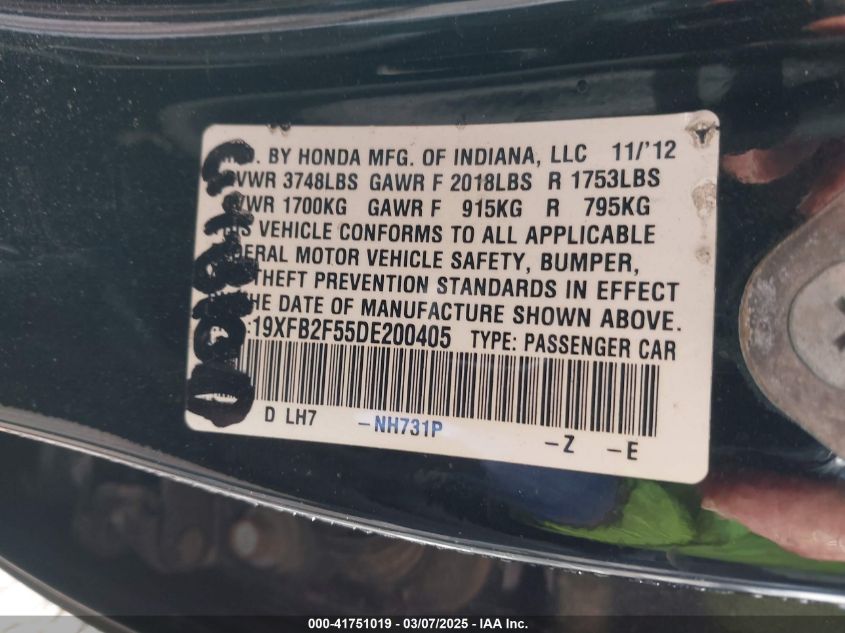 BY HONDA MFG. OF INDIANA, LLC 11/'12
VWR 3748LBS GAWR F 2018LBS R 1753LBS
VWR 1700KG GAWR F 915KG R 795KG
VEHICLE CONFORMS TO ALL APPLICABLE
ERAL MOTOR VEHICLE SAFETY, BUMPER,
THEFT PREVENTION STANDARDS IN EFFECT
THE DATE OF MANUFACTURE SHOWN ABOVE.
:19XFB2F55DE200405 TYPE: PASSENGER CAR
D LH7 -NH731P -Z -E
000-41751019 - 03/07/2025 - IAA Inc.